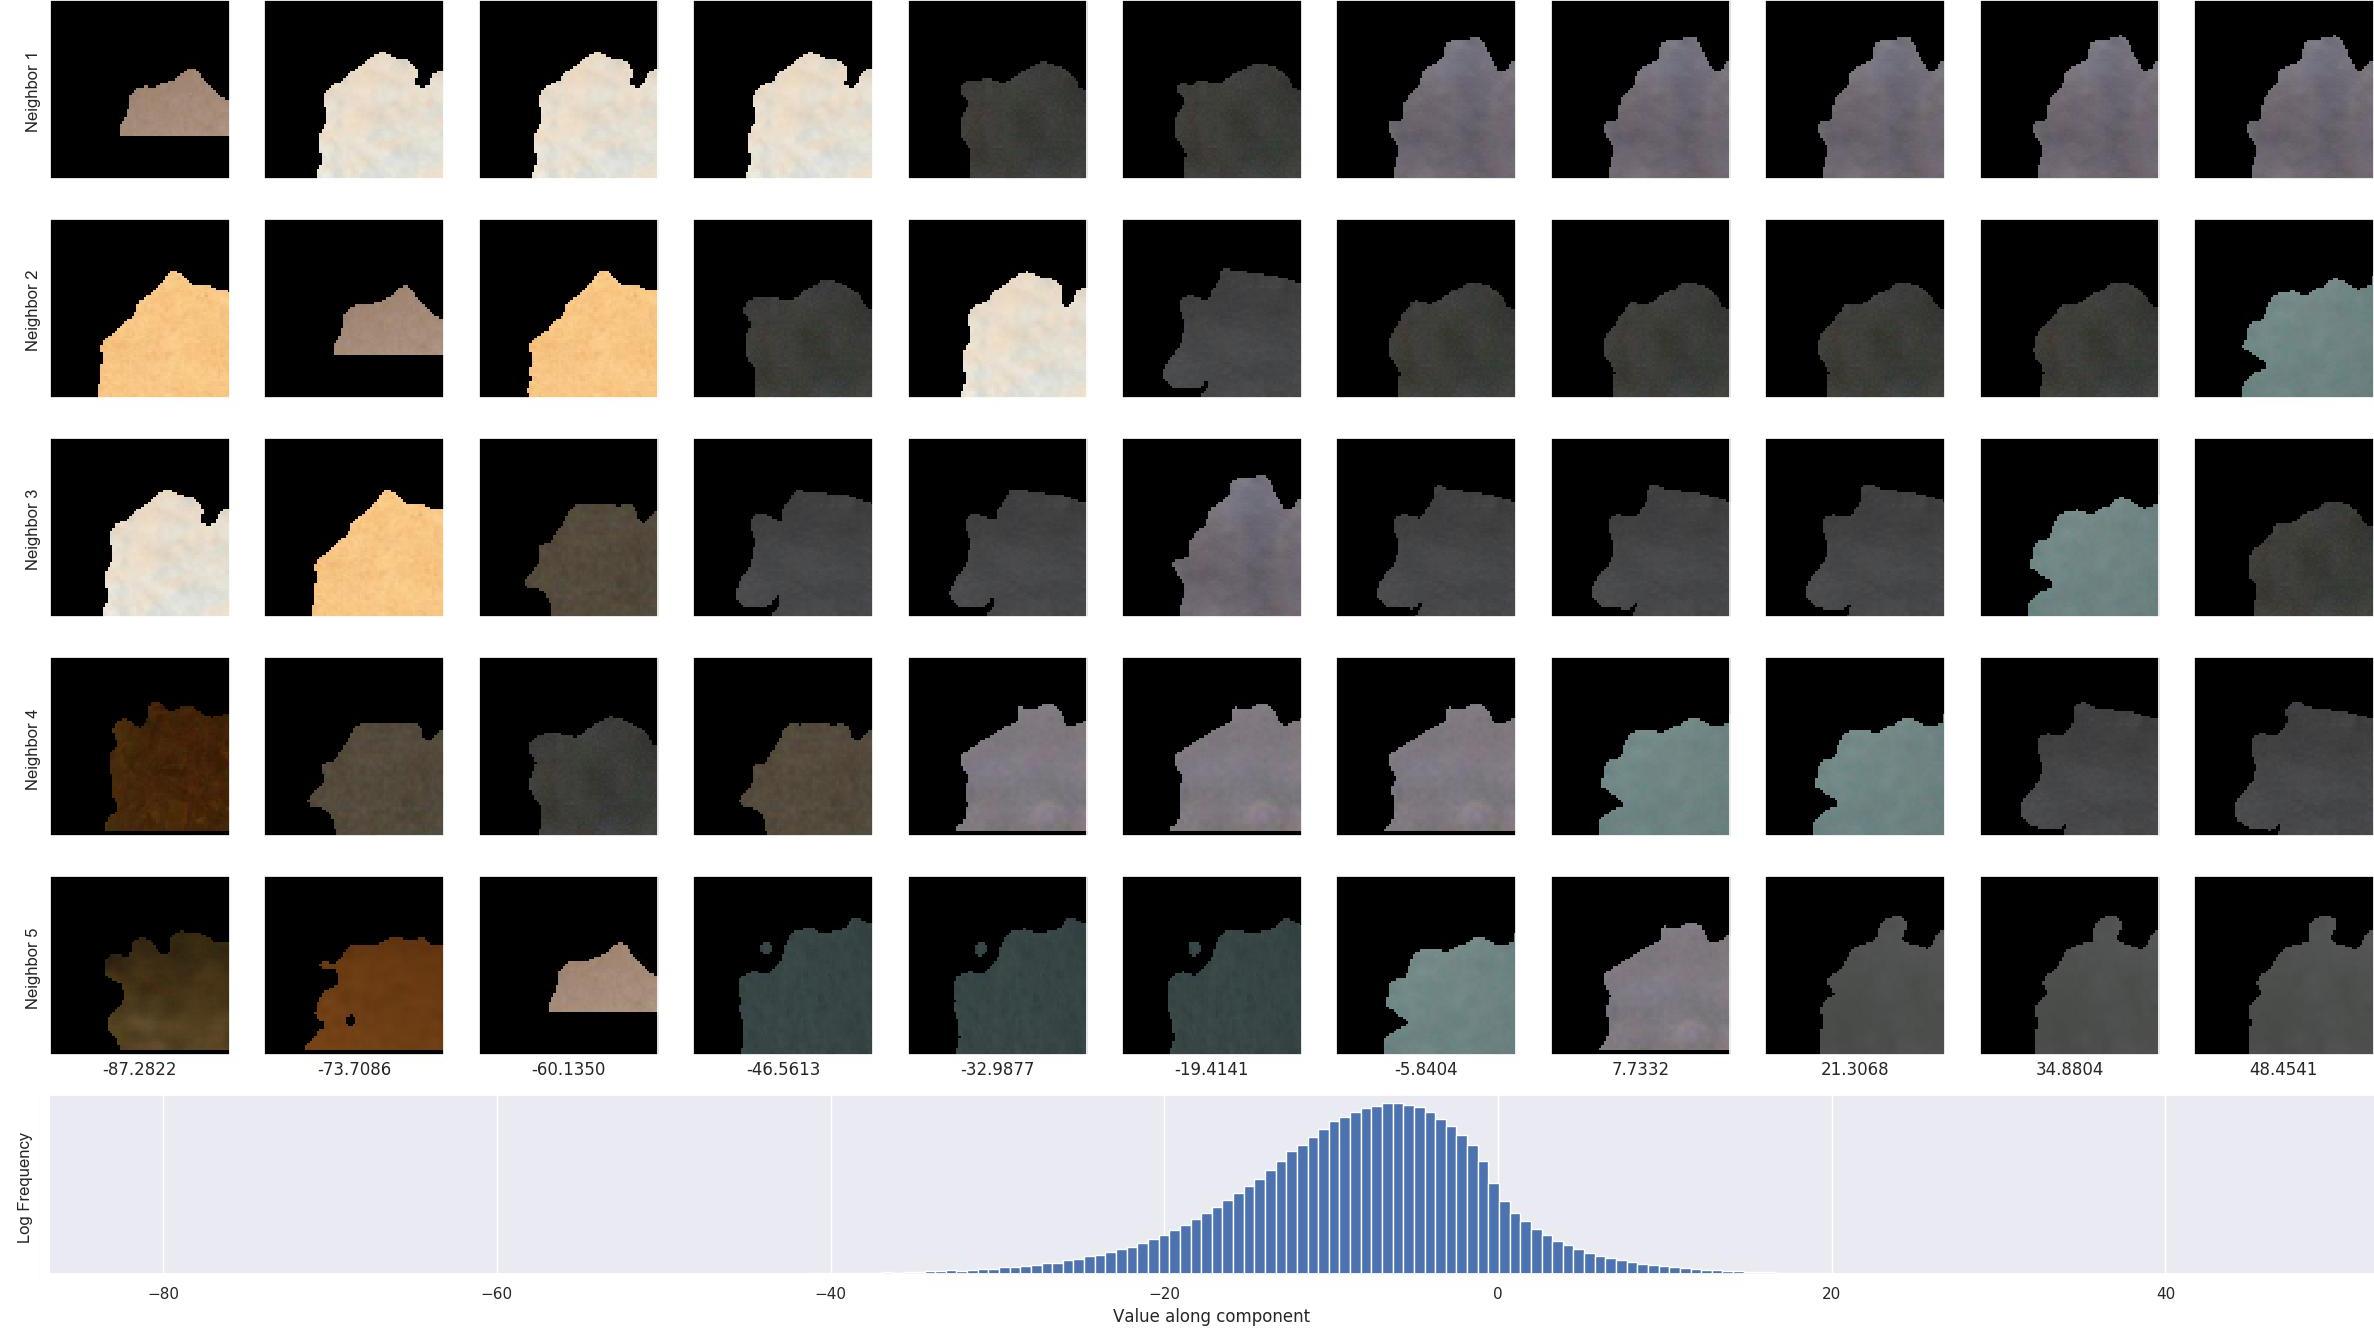 Neighbor 1
Neighbor 2
Neighbor 3
Neighbor 4
Neighbor 5
-87.2822 -73.7086 -60.1350 -46.5613 -32.9877 -19.4141 -5.8404 7.7332 21.3068 34.8804 48.4541
Log Frequency
−80 −60 −40 −20 0 20 40
Value along component